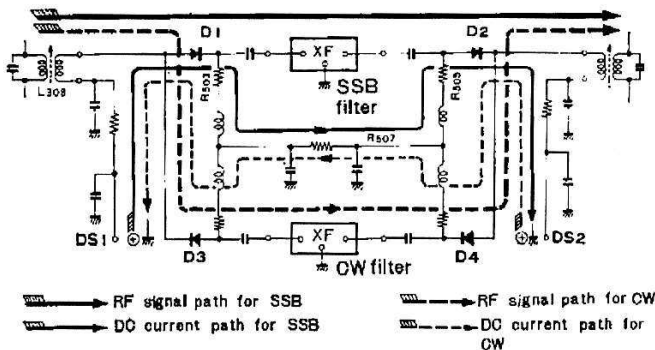 D1
D2
XF
SSB
filter
L308
R503
R505
R507
DS1
DS2
D3
D4
XF
CW filter
RF signal path for SSB
DC current path for SSB
RF signal path for CW
DC current path for
CW